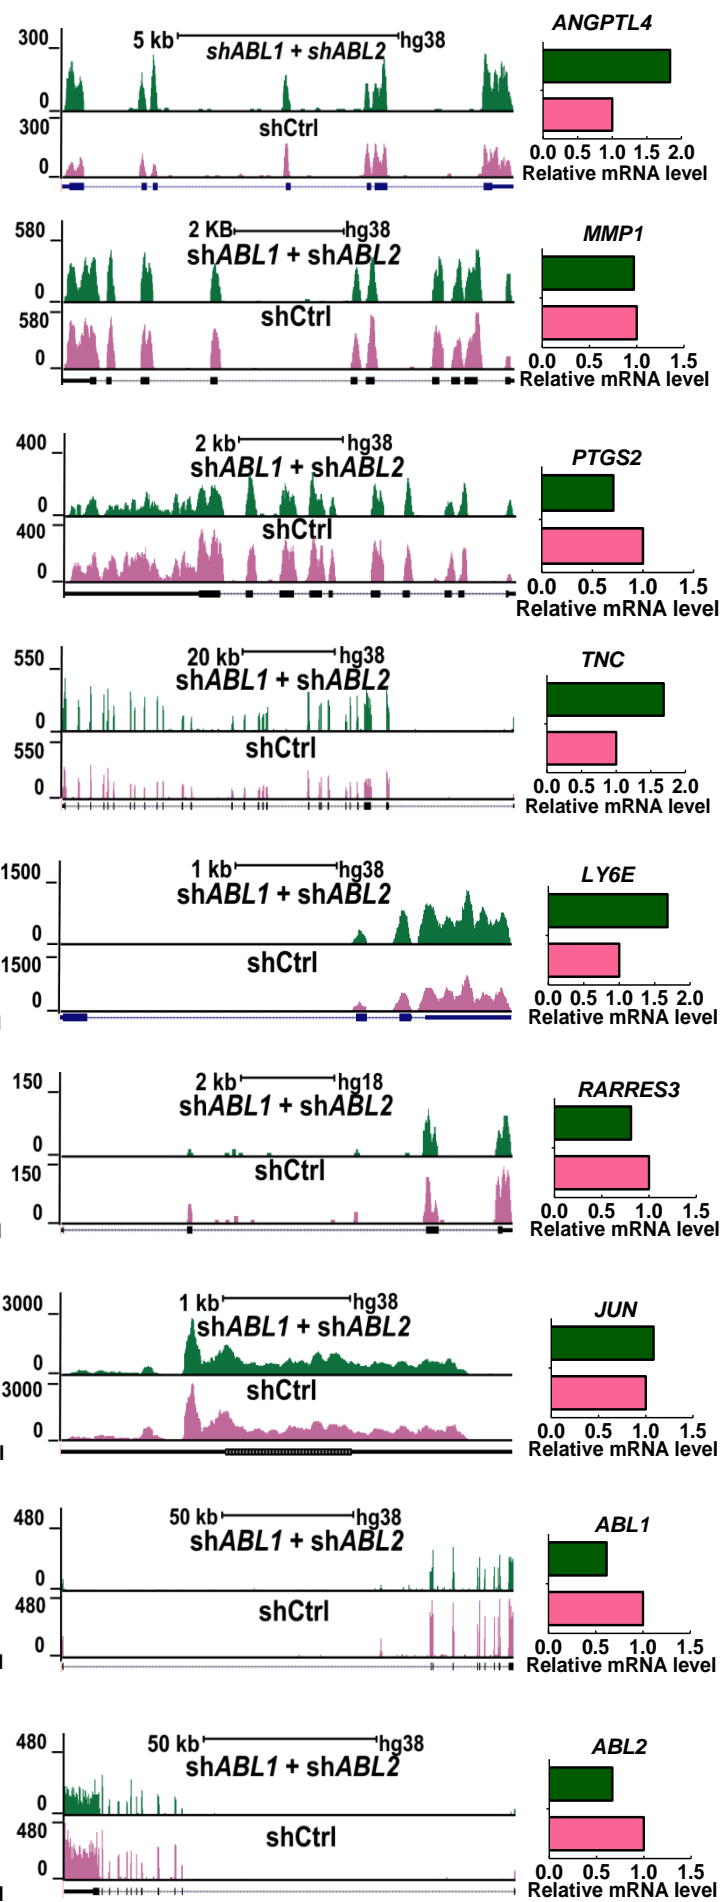 ANGPTL4
5 kb hg38
shABL1 + shABL2
300
0
shCtrl
300
0
0.0 0.5 1.0 1.5 2.0
Relative mRNA level
MMP1
2 KB hg38
shABL1 + shABL2
580
0
shCtrl
580
0
0.0 0.5 1.0 1.5
Relative mRNA level
PTGS2
2 kb hg38
shABL1 + shABL2
400
0
shCtrl
400
0
0.0 0.5 1.0 1.5
Relative mRNA level
TNC
20 kb hg38
shABL1 + shABL2
550
0
shCtrl
550
0
0.0 0.5 1.0 1.5 2.0
Relative mRNA level
LY6E
1 kb hg38
shABL1 + shABL2
1500
0
shCtrl
1500
0
0.0 0.5 1.0 1.5 2.0
Relative mRNA level
RARRES3
2 kb hg18
shABL1 + shABL2
150
0
shCtrl
150
0
0.0 0.5 1.0 1.5
Relative mRNA level
JUN
1 kb hg38
shABL1 + shABL2
3000
0
shCtrl
3000
0
0.0 0.5 1.0 1.5
Relative mRNA level
ABL1
50 kb hg38
shABL1 + shABL2
480
0
shCtrl
480
0
0.0 0.5 1.0 1.5
Relative mRNA level
ABL2
50 kb hg38
shABL1 + shABL2
480
0
shCtrl
480
0
0.0 0.5 1.0 1.5
Relative mRNA level